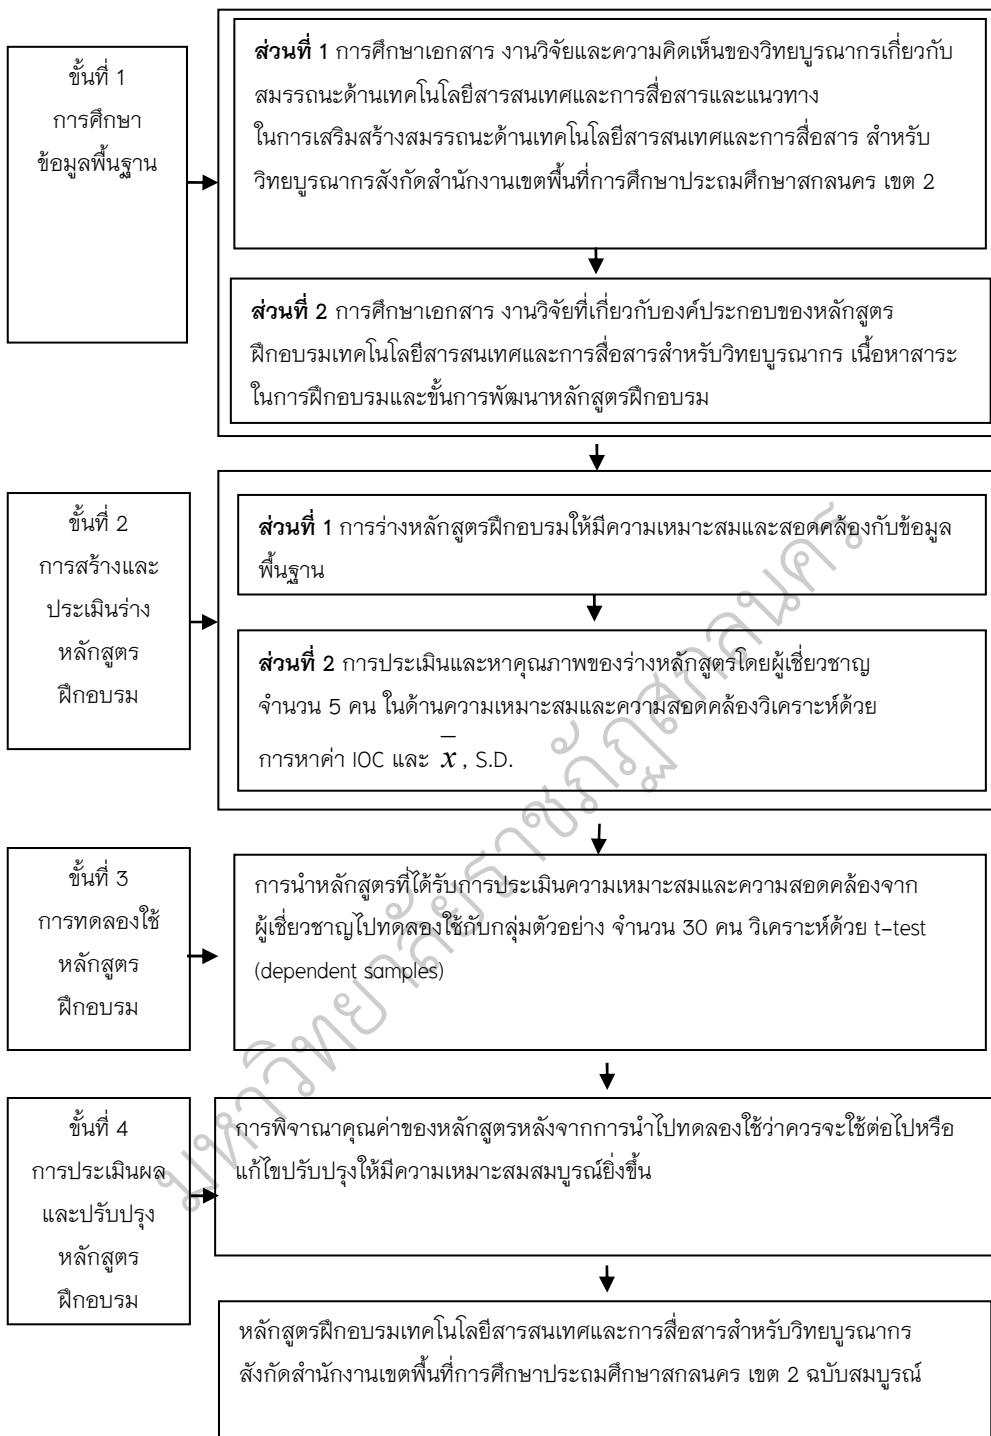 ขั้นที่ 1
การศึกษา
ข้อมูลพื้นฐาน
ส่วนที่ 1 การศึกษาเอกสาร งานวิจัยและความคิดเห็นของวิทยบูรณากรเกี่ยวกับ
สมรรถนะด้านเทคโนโลยีสารสนเทศและการสื่อสารและแนวทาง
ในการเสริมสร้างสมรรถนะด้านเทคโนโลยีสารสนเทศและการสื่อสาร สำหรับ
วิทยบูรณากรสังกัดสำนักงานเขตพื้นที่การศึกษาประถมศึกษาสกลนคร เขต 2
ส่วนที่ 2 การศึกษาเอกสาร งานวิจัยที่เกี่ยวกับองค์ประกอบของหลักสูตร
ฝึกอบรมเทคโนโลยีสารสนเทศและการสื่อสารสำหรับวิทยบูรณากร เนื้อหาสาระ
ในการฝึกอบรมและขั้นการพัฒนาหลักสูตรฝึกอบรม
ขั้นที่ 2
การสร้างและ
ประเมินร่าง
หลักสูตร
ฝึกอบรม
ส่วนที่ 1 การร่างหลักสูตรฝึกอบรมให้มีความเหมาะสมและสอดคล้องกับข้อมูล
พื้นฐาน
ส่วนที่ 2 การประเมินและหาคุณภาพของร่างหลักสูตรโดยผู้เชี่ยวชาญ
จำนวน 5 คน ในด้านความเหมาะสมและความสอดคล้องวิเคราะห์ด้วย
การหาค่า IOC และ x̄ , S.D.
ขั้นที่ 3
การทดลองใช้
หลักสูตร
ฝึกอบรม
การนำหลักสูตรที่ได้รับการประเมินความเหมาะสมและความสอดคล้องจาก
ผู้เชี่ยวชาญไปทดลองใช้กับกลุ่มตัวอย่าง จำนวน 30 คน วิเคราะห์ด้วย t-test
(dependent samples)
ขั้นที่ 4
การประเมินผล
และปรับปรุง
หลักสูตร
ฝึกอบรม
การพิจาณาคุณค่าของหลักสูตรหลังจากการนำไปทดลองใช้ว่าควรจะใช้ต่อไปหรือ
แก้ไขปรับปรุงให้มีความเหมาะสมสมบูรณ์ยิ่งขึ้น
หลักสูตรฝึกอบรมเทคโนโลยีสารสนเทศและการสื่อสารสำหรับวิทยบูรณากร
สังกัดสำนักงานเขตพื้นที่การศึกษาประถมศึกษาสกลนคร เขต 2 ฉบับสมบูรณ์
มหาวิทยาลัยราชภัฏสกลนคร